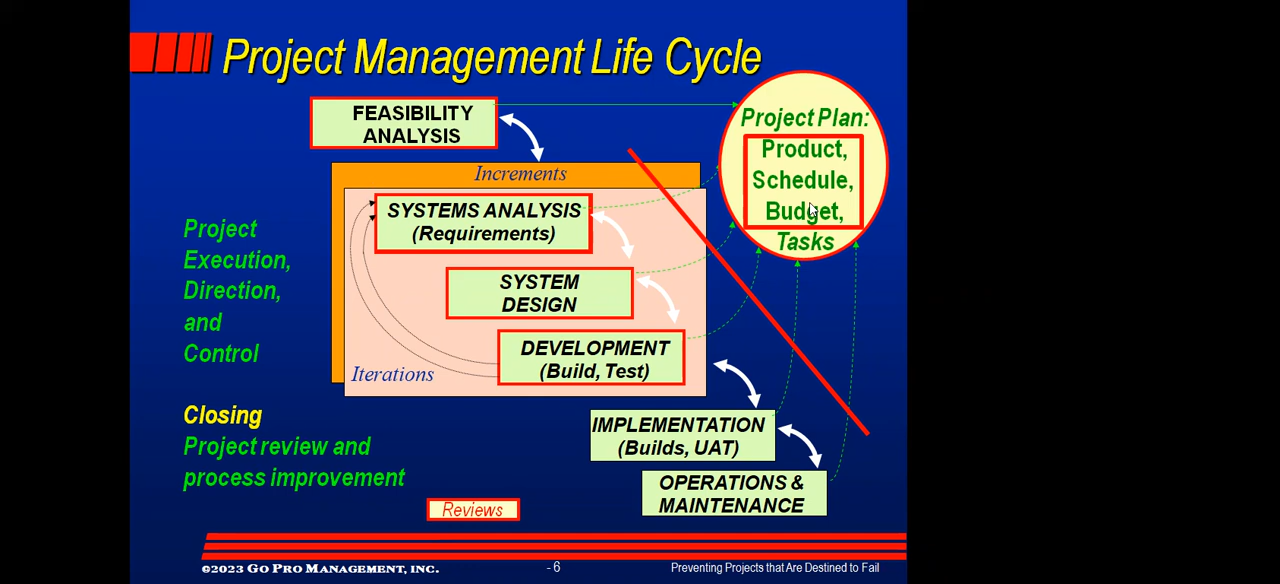 Project Management Life Cycle
FEASIBILITY
ANALYSIS
Project Plan:
Product,
Schedule,
Budget,
Tasks
Increments
SYSTEMS ANALYSIS
(Requirements)
Project
Execution,
Direction,
and
Control
SYSTEM
DESIGN
DEVELOPMENT
(Build, Test)
Iterations
Closing
Project review and
process improvement
IMPLEMENTATION
(Builds, UAT)
OPERATIONS &
MAINTENANCE
Reviews
©2023 GO PRO MANAGEMENT, INC.
- 6
Preventing Projects that Are Destined to Fail